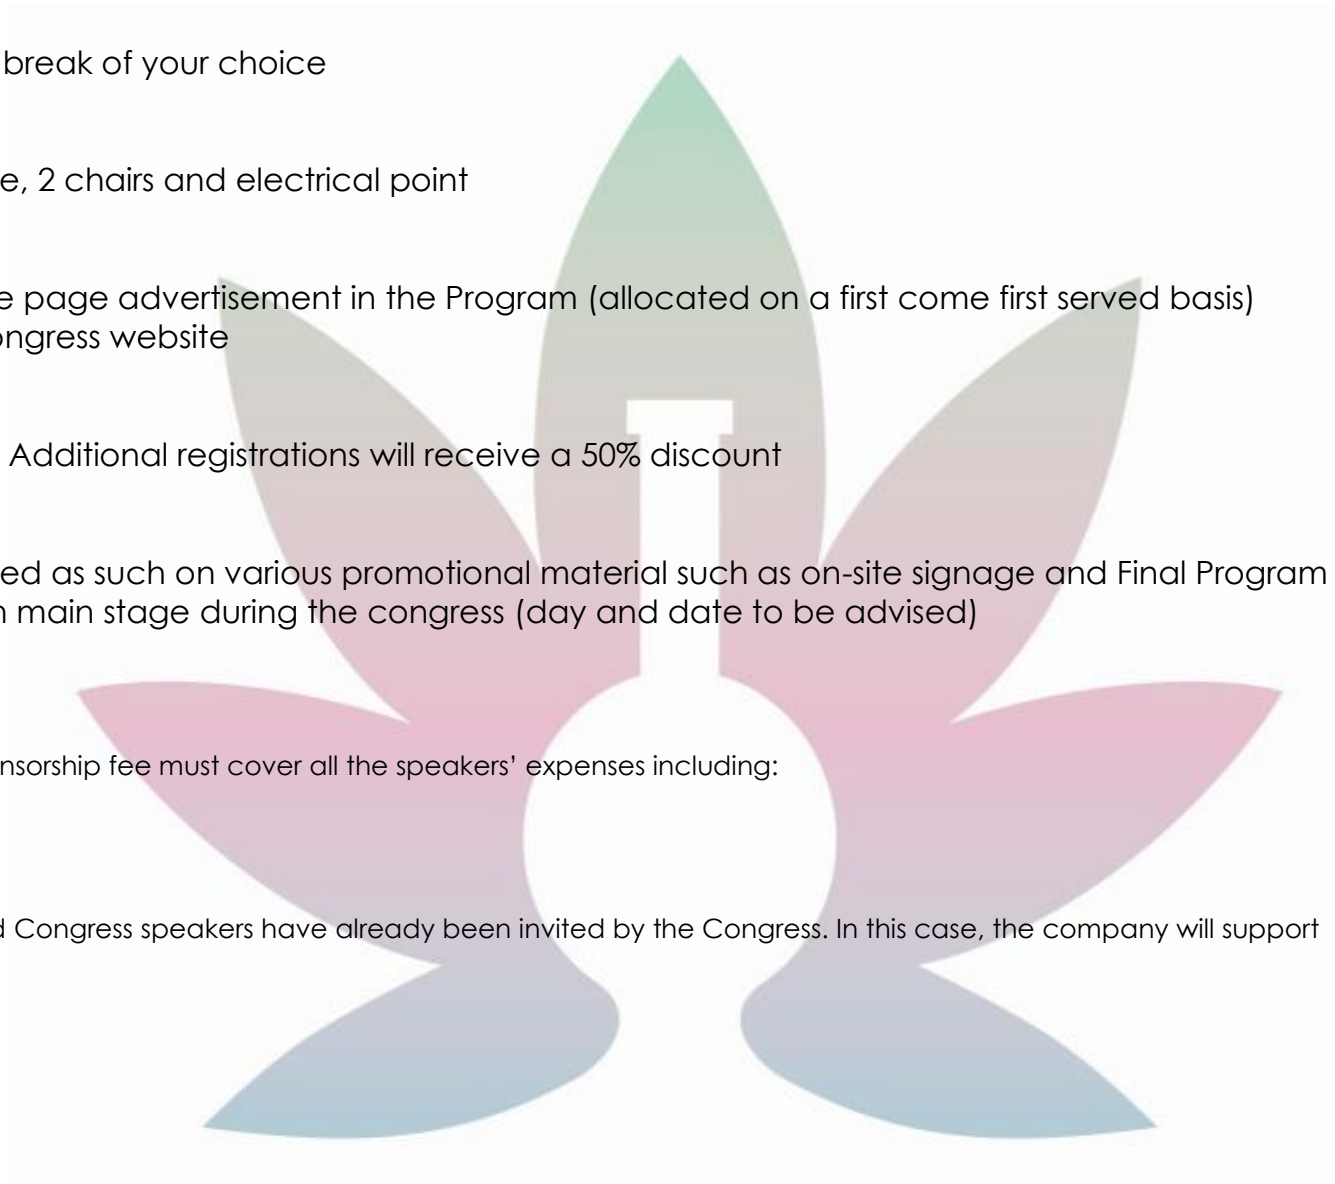 break of your choice
e, 2 chairs and electrical point
e page advertisement in the Program (allocated on a first come first served basis)
ongress website
Additional registrations will receive a 50% discount
ed as such on various promotional material such as on-site signage and Final Program
n main stage during the congress (day and date to be advised)
nsorship fee must cover all the speakers’ expenses including:
d Congress speakers have already been invited by the Congress. In this case, the company will support